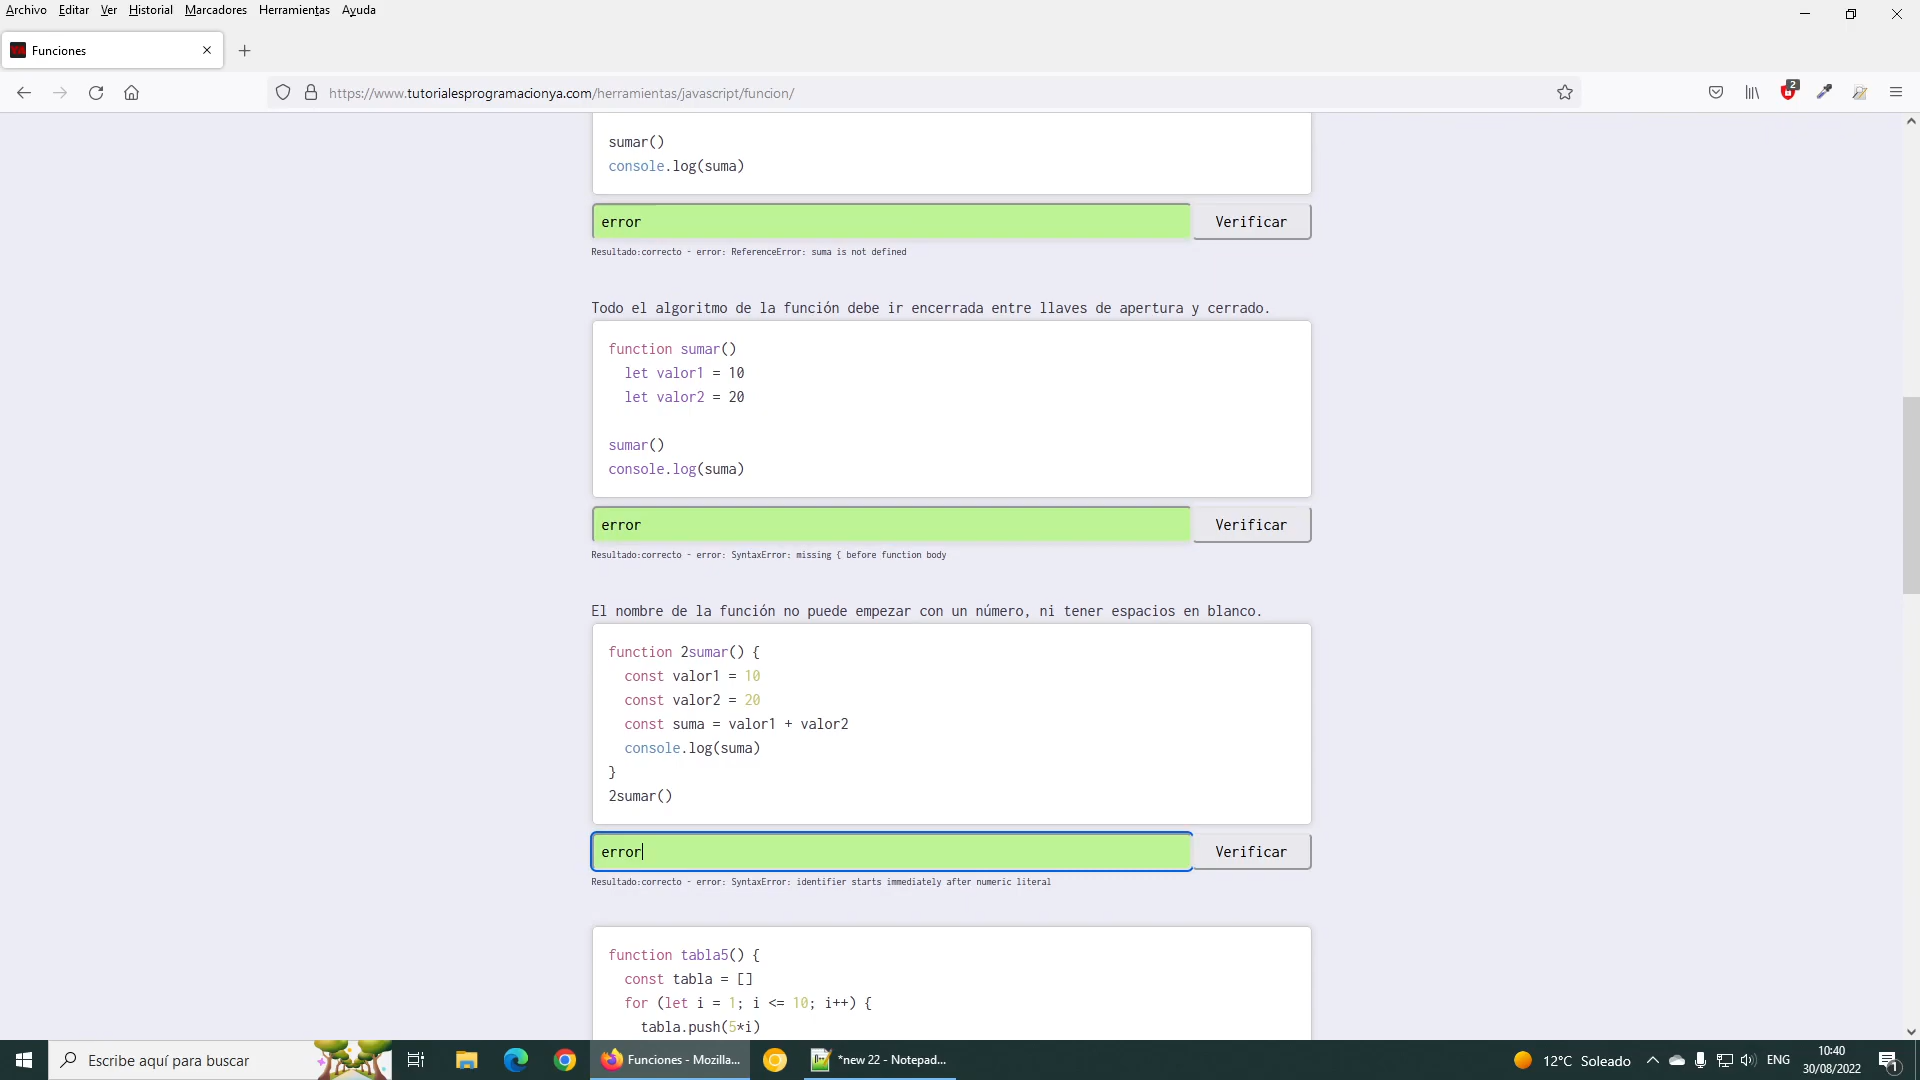 Archivo Editar Ver Historial Marcadores Herramientas Ayuda
Funciones
https://www.tutorialesprogramacionya.com/herramientas/javascript/funcion/
2
sumar()
console.log(suma)
error
Verificar
Resultado:correcto - error: ReferenceError: suma is not defined
Todo el algoritmo de la función debe ir encerrada entre llaves de apertura y cerrado.
function sumar()
let valor1 = 10
let valor2 = 20
sumar()
console.log(suma)
error
Verificar
Resultado:correcto - error: SyntaxError: missing { before function body
El nombre de la función no puede empezar con un número, ni tener espacios en blanco.
function 2sumar() {
const valor1 = 10
const valor2 = 20
const suma = valor1 + valor2
console.log(suma)
}
2sumar()
error
Verificar
Resultado:correcto - error: SyntaxError: identifier starts immediately after numeric literal
function tabla5() {
const tabla = []
for (let i = 1; i <= 10; i++) {
tabla.push(5*i)
Escribe aquí para buscar
Funciones - Mozilla...
*new 22 - Notepad...
12°C Soleado
ENG
10:40
30/08/2022
1